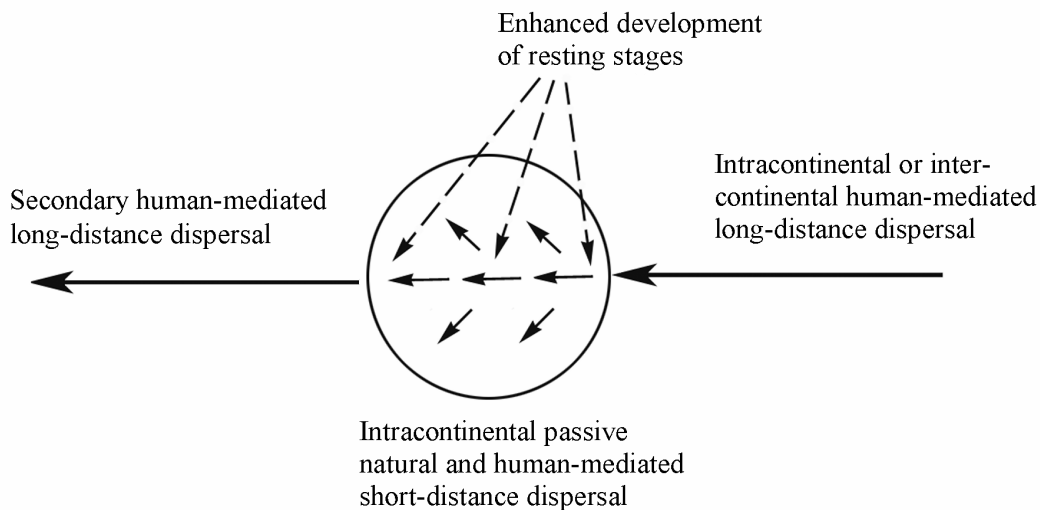 Enhanced development
of resting stages
Secondary human-mediated
long-distance dispersal
Intracontinental or inter-
continental human-mediated
long-distance dispersal
Intracontinental passive
natural and human-mediated
short-distance dispersal